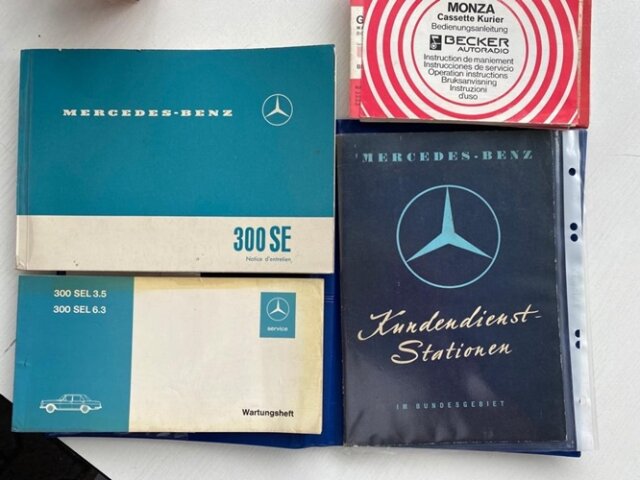 MERCEDES-BENZ
300 SE
Notice d'entretien
300 SEL 3.5
300 SEL 6.3
service
Wartungsheft
MONZA
Cassette Kurier
Bedienungsanleitung
BECKER
AUTORADIO
Instruction de maniement
Instrucciones de servicio
Operation instructions
Bruksanvisning
Instruzioni
d'uso
MERCEDES-BENZ
Kundendienst-
Stationen
IM BUNDESGEBIET